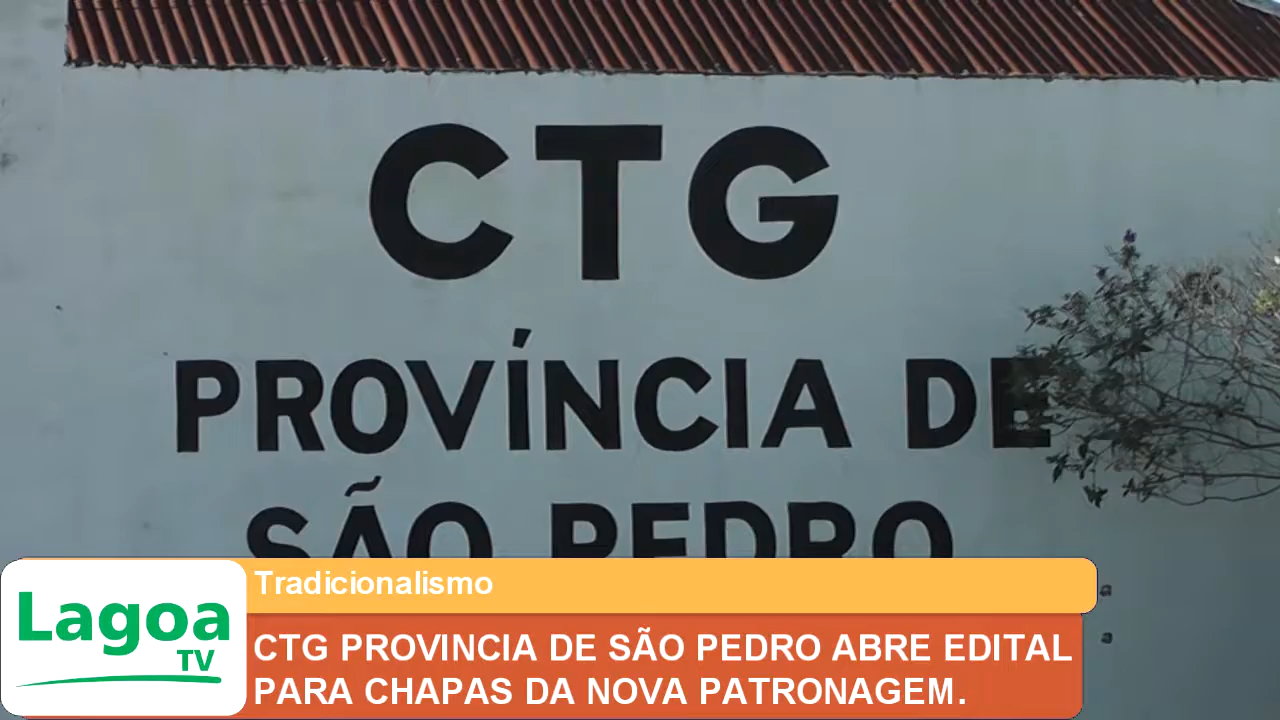 CTG
PROVÍNCIA DE
SÃO PEDRO
Tradicionalismo
Lagoa
TV
CTG PROVINCIA DE SÃO PEDRO ABRE EDITAL
PARA CHAPAS DA NOVA PATRONAGEM.